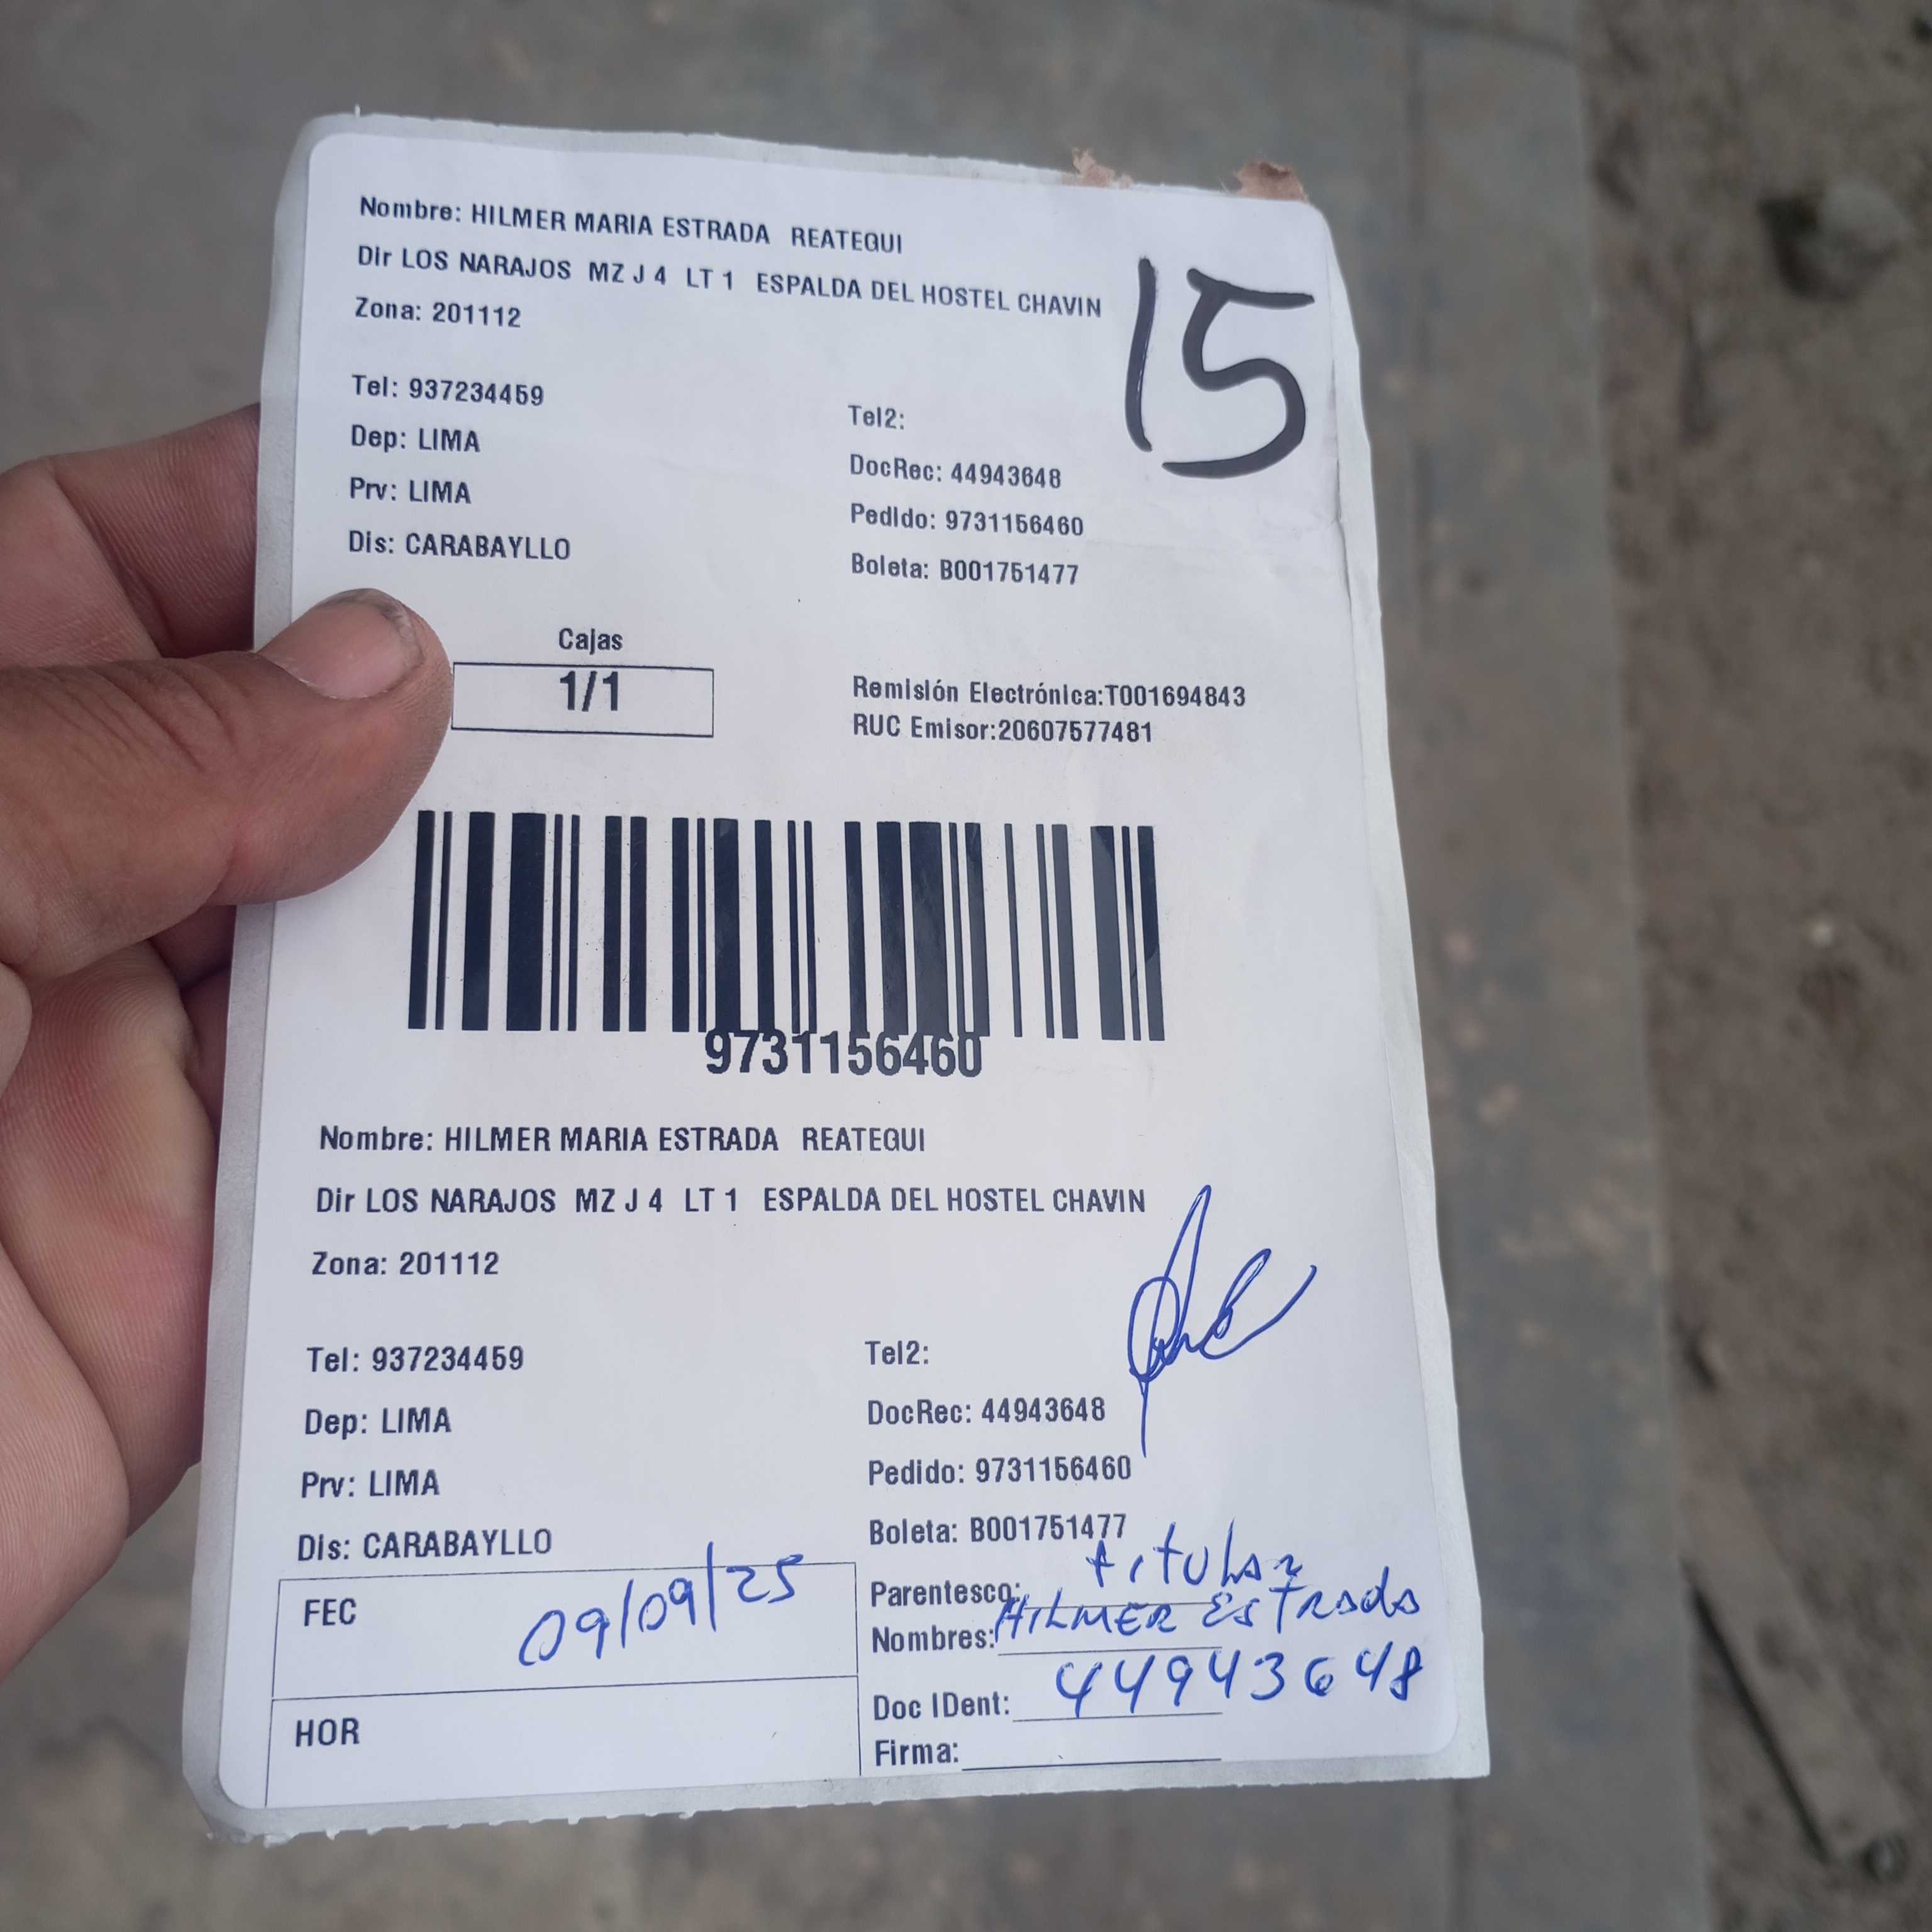 Nombre: HILMER MARIA ESTRADA REATEGUI
Dir LOS NARAJOS MZ J 4 LT 1 ESPALDA DEL HOSTEL CHAVIN
15
Zona: 201112
Tel: 937234459
Tel2:
Dep: LIMA
DocRec: 44943648
Prv: LIMA
Pedido: 9731156460
Dis: CARABAYLLO
Boleta: B001751477
Cajas
1/1
Remisión Electrónica:T001694843
RUC Emisor:20607577481
9731156460
Nombre: HILMER MARIA ESTRADA REATEGUI
Dir LOS NARAJOS MZ J 4 LT 1 ESPALDA DEL HOSTEL CHAVIN
Zona: 201112
Tel: 937234459
Tel2:
Dep: LIMA
DocRec: 44943648
Prv: LIMA
Pedido: 9731156460
Dis: CARABAYLLO
Boleta: B001751477
FEC 09/09/25
HOR
Parentesco: titular
Nombres: HILMER EsTRada
Doc IDent: 44943648
Firma: